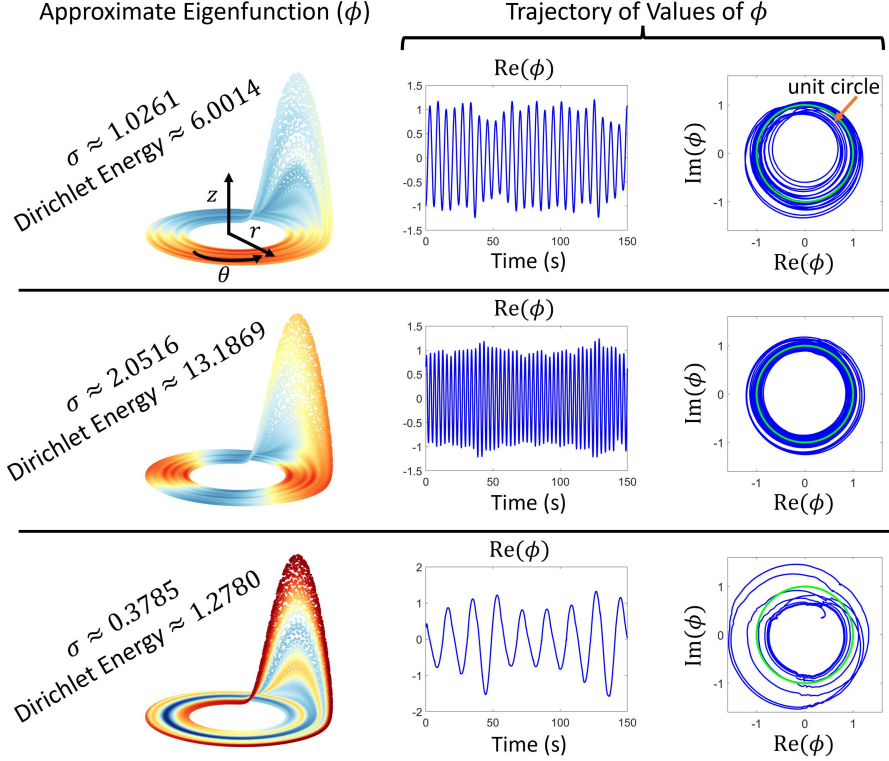 Approximate Eigenfunction (ϕ)
Trajectory of Values of ϕ
σ ≈ 1.0261
Dirichlet Energy ≈ 6.0014
z
r
θ
Re(ϕ)
1.5
1
0.5
0
-0.5
-1
-1.5
0 50 100 150
Time (s)
unit circle
Im(ϕ)
1
0
-1
-1 0 1
Re(ϕ)
σ ≈ 2.0516
Dirichlet Energy ≈ 13.1869
Re(ϕ)
1.5
1
0.5
0
-0.5
-1
-1.5
0 50 100 150
Time (s)
Im(ϕ)
1
0
-1
-1 0 1
Re(ϕ)
σ ≈ 0.3785
Dirichlet Energy ≈ 1.2780
Re(ϕ)
2
1
0
-1
-2
0 50 100 150
Time (s)
Im(ϕ)
1
0
-1
-1 0 1
Re(ϕ)